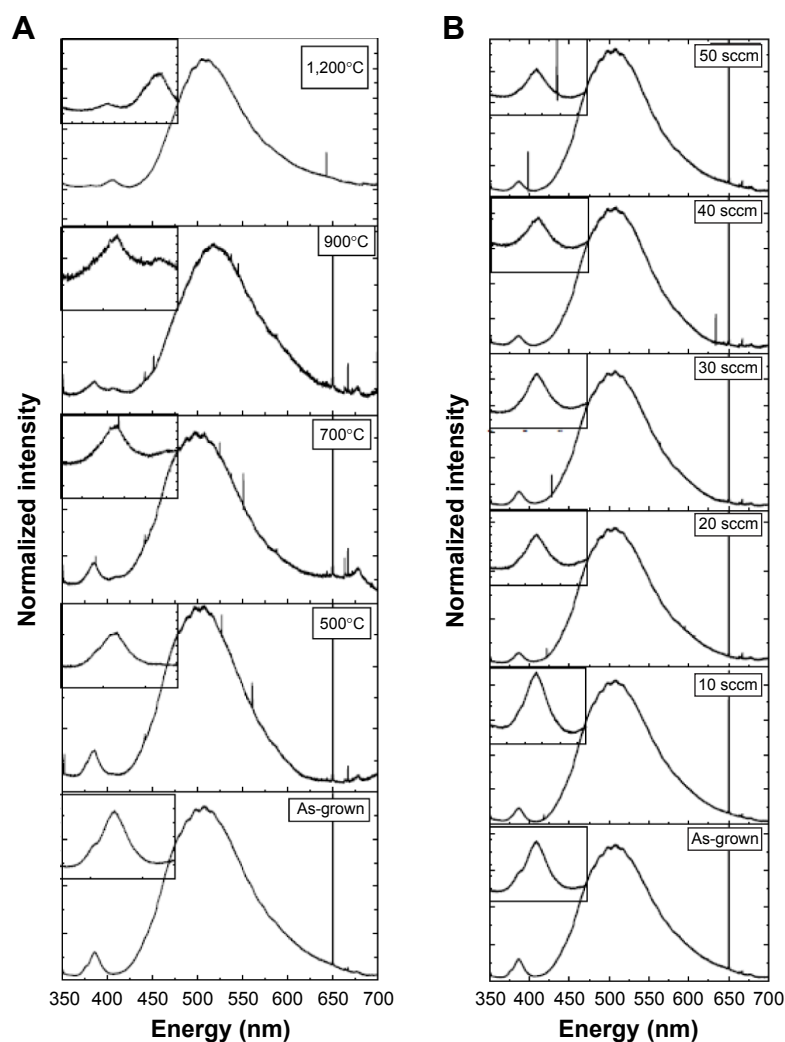 A
1,200°C
900°C
700°C
500°C
As-grown
Normalized intensity
350 400 450 500 550 600 650 700
Energy (nm)
B
50 sccm
40 sccm
30 sccm
20 sccm
10 sccm
As-grown
Normalized intensity
350 400 450 500 550 600 650 700
Energy (nm)